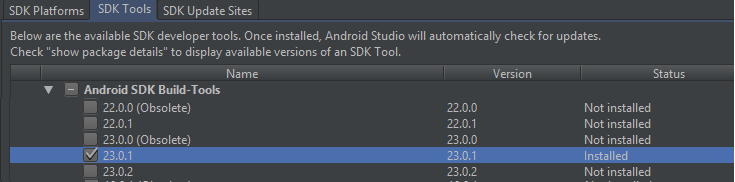 SDK Platforms SDK Tools SDK Update Sites
Below are the available SDK developer tools. Once installed, Android Studio will automatically check for updates.
Check "show package details" to display available versions of an SDK Tool.
Name Version Status
Android SDK Build-Tools
22.0.0 (Obsolete) 22.0.0 Not installed
22.0.1 22.0.1 Not installed
23.0.0 (Obsolete) 23.0.0 Not installed
23.0.1 23.0.1 Installed
23.0.2 23.0.2 Not installed